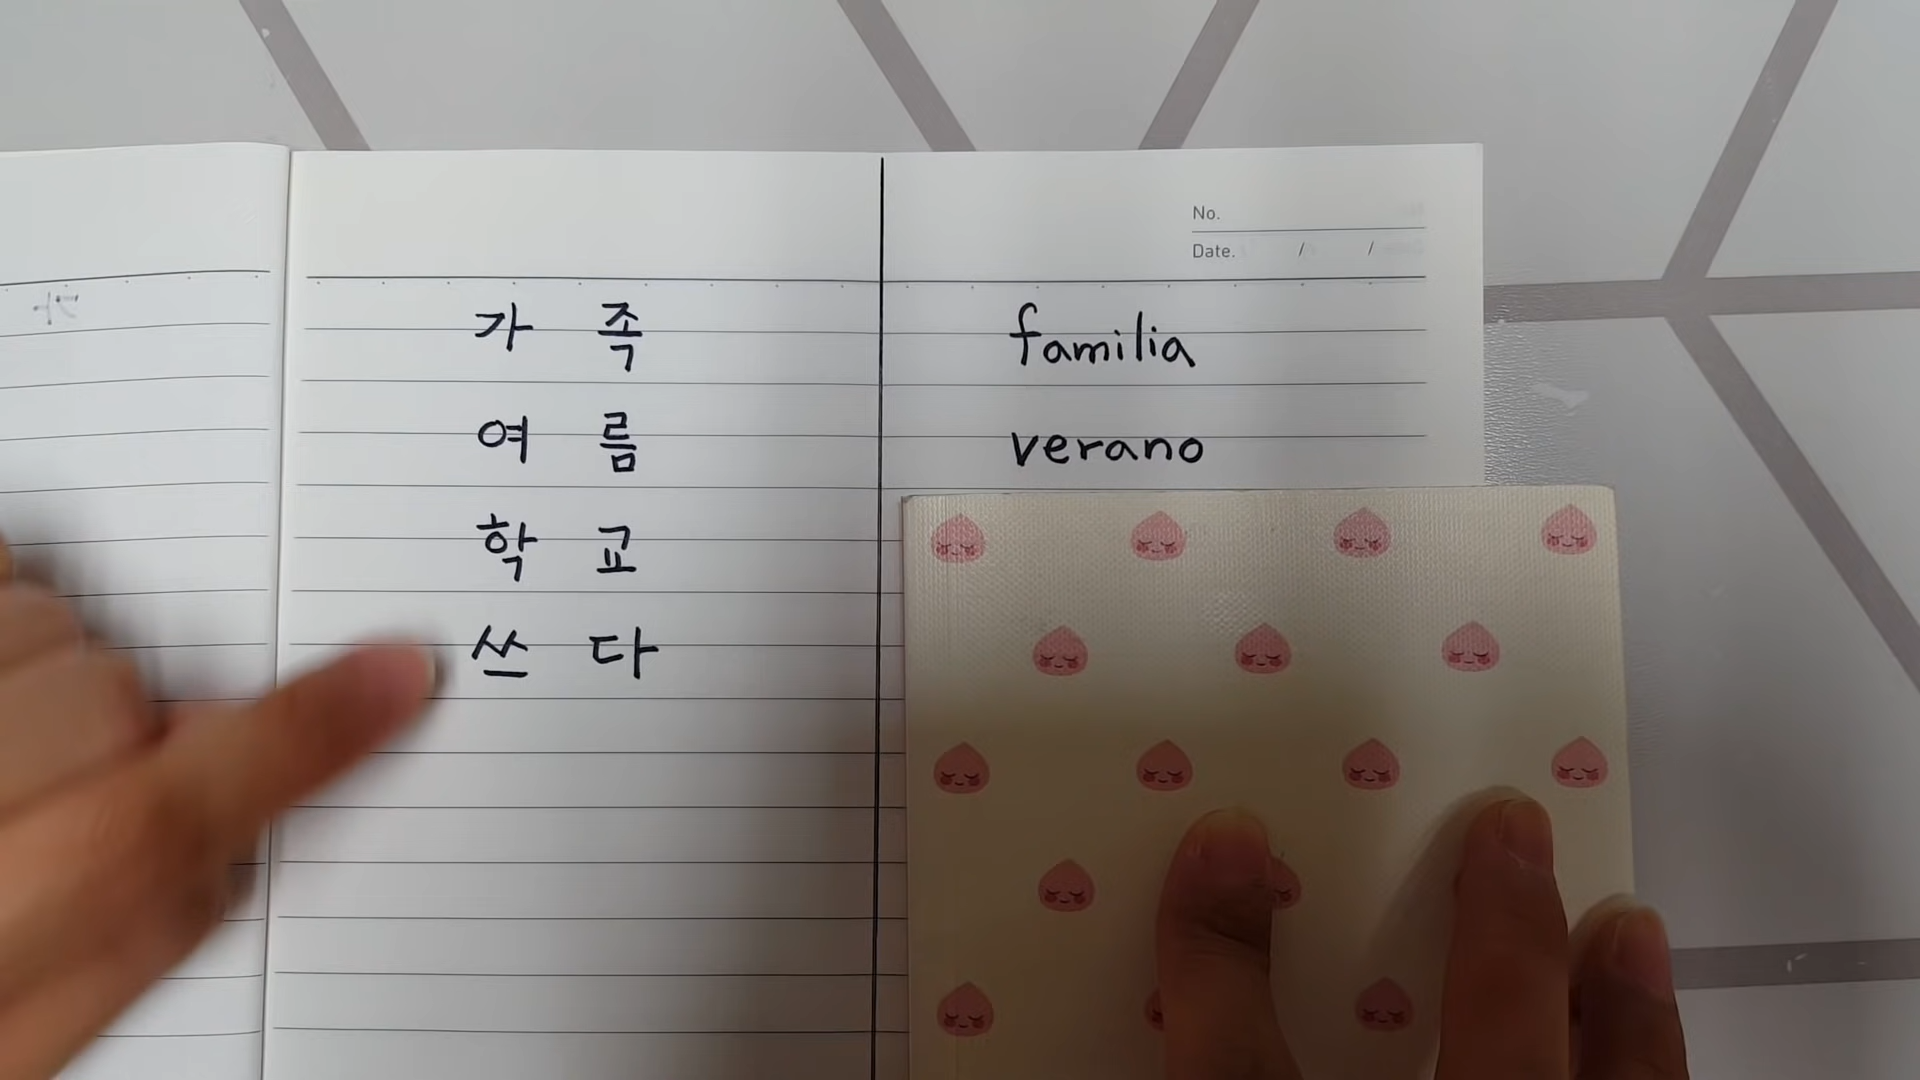 No.
Date. / /
가족 familia
여름 verano
학교
쓰다